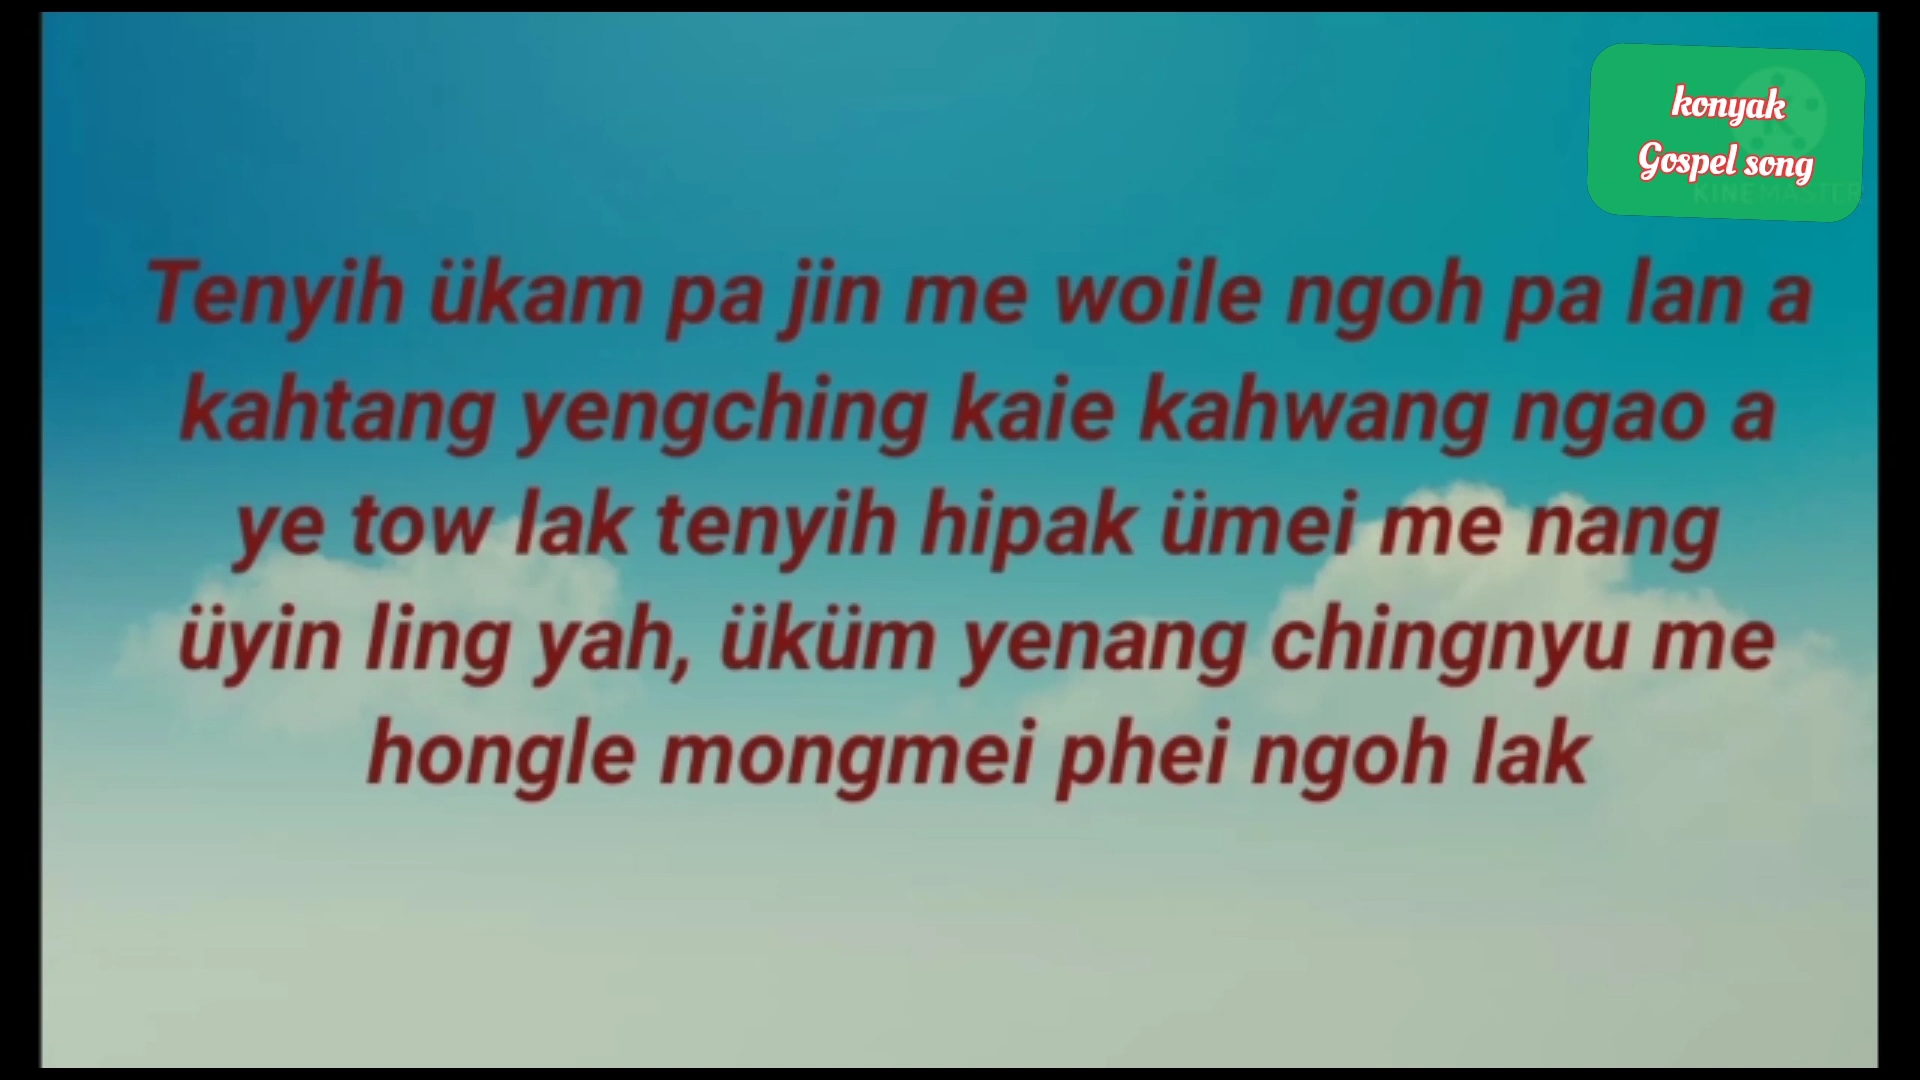 konyak
Gospel song
KINEMASTER
Tenyih ükam pa jin me woile ngoh pa lan a
kahtang yengching kaie kahwang ngao a
ye tow lak tenyih hipak ümei me nang
üyin ling yah, üküm yenang chingnyu me
hongle mongmei phei ngoh lak